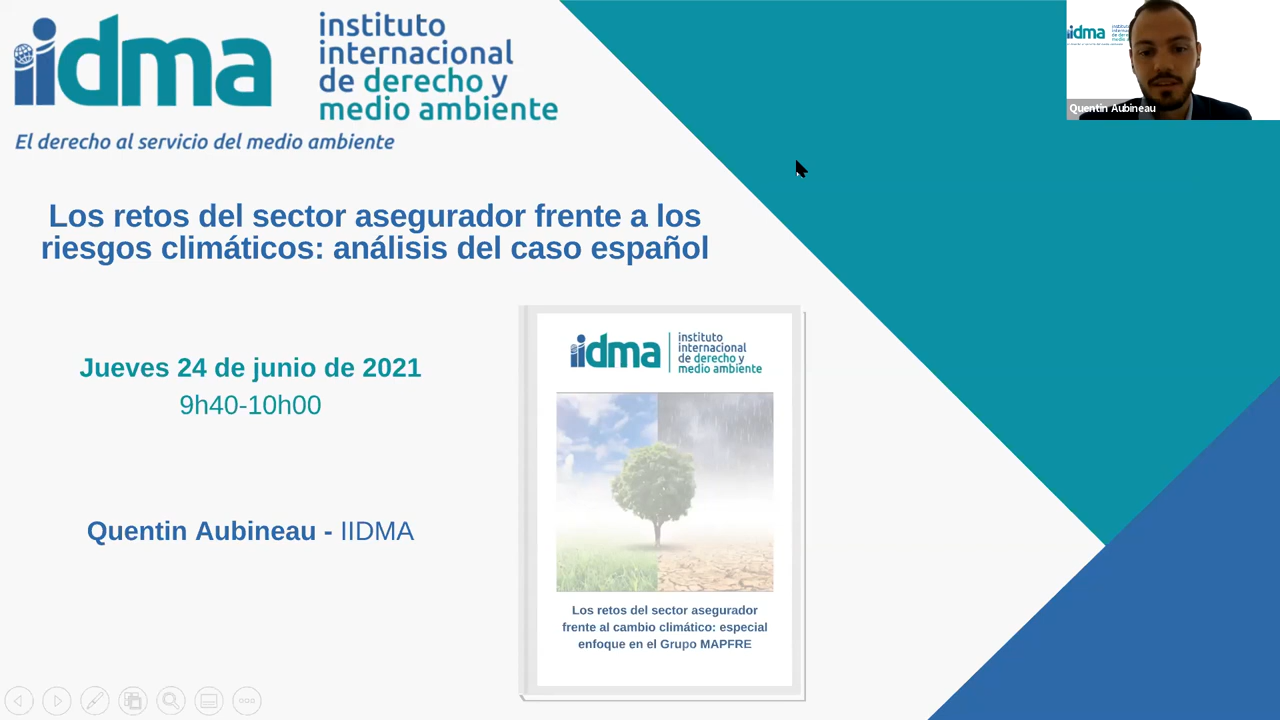 iidma
instituto
internacional
de derecho y
medio ambiente
El derecho al servicio del medio ambiente
iidma
Quentin Aubineau
Los retos del sector asegurador frente a los
riesgos climáticos: análisis del caso español
Jueves 24 de junio de 2021
9h40-10h00
Quentin Aubineau - IIDMA
iidma
instituto
internacional
de derecho y
medio ambiente
Los retos del sector asegurador
frente al cambio climático: especial
enfoque en el Grupo MAPFRE